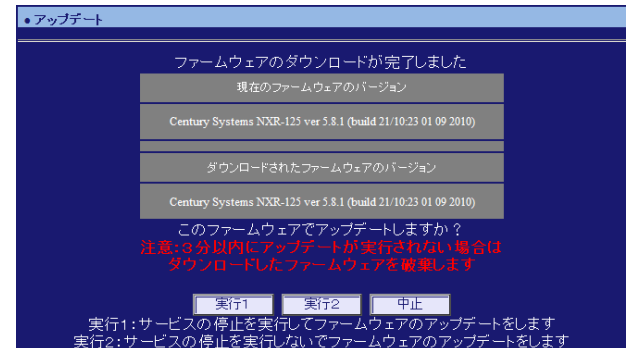 •アップデート
ファームウェアのダウンロードが完了しました
現在のファームウェアのバージョン
Century Systems NXR-125 ver 5.8.1 (build 21/10:23 01 09 2010)
ダウンロードされたファームウェアのバージョン
Century Systems NXR-125 ver 5.8.1 (build 21/10:23 01 09 2010)
このファームウェアでアップデートしますか?
注意:3分以内にアップデートが実行されない場合は
ダウンロードしたファームウェアを破棄します
実行1 実行2 中止
実行1:サービスの停止を実行してファームウェアのアップデートをします
実行2:サービスの停止を実行しないでファームウェアのアップデートをします